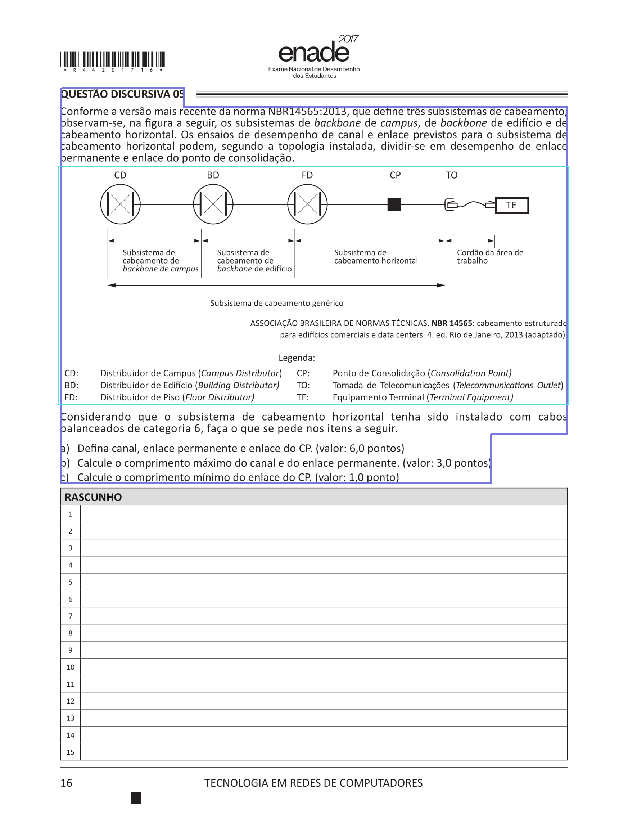 *R44201716*
enade 2017
Exame Nacional de Desempenho
dos Estudantes
QUESTÃO DISCURSIVA 05
Conforme a versão mais recente da norma NBR14565:2013, que define três subsistemas de cabeamento,
observam-se, na figura a seguir, os subsistemas de backbone de campus, de backbone de edifício e de
cabeamento horizontal. Os ensaios de desempenho de canal e enlace previstos para o subsistema de
cabeamento horizontal podem, segundo a topologia instalada, dividir-se em desempenho de enlace
permanente e enlace do ponto de consolidação.
CD BD FD CP TO
TE
Subsistema de cabeamento de backbone de campus
Subsistema de cabeamento de backbone de edifício
Subsistema de cabeamento horizontal
Cordão da área de trabalho
Subsistema de cabeamento genérico
ASSOCIAÇÃO BRASILEIRA DE NORMAS TÉCNICAS. NBR 14565: cabeamento estruturado
para edifícios comerciais e data centers. 4. ed. Rio de Janeiro, 2013 (adaptado).
Legenda:
CD: Distribuidor de Campus (Campus Distributor) CP: Ponto de Consolidação (Consolidation Point)
BD: Distribuidor de Edifício (Building Distributor) TO: Tomada de Telecomunicações (Telecommunications Outlet)
FD: Distribuidor de Piso (Floor Distributor) TE: Equipamento Terminal (Terminal Equipment)
Considerando que o subsistema de cabeamento horizontal tenha sido instalado com cabos
balanceados de categoria 6, faça o que se pede nos itens a seguir.
a) Defina canal, enlace permanente e enlace do CP. (valor: 6,0 pontos)
b) Calcule o comprimento máximo do canal e do enlace permanente. (valor: 3,0 pontos)
c) Calcule o comprimento mínimo do enlace do CP. (valor: 1,0 ponto)
RASCUNHO
1
2
3
4
5
6
7
8
9
10
11
12
13
14
15
16 TECNOLOGIA EM REDES DE COMPUTADORES